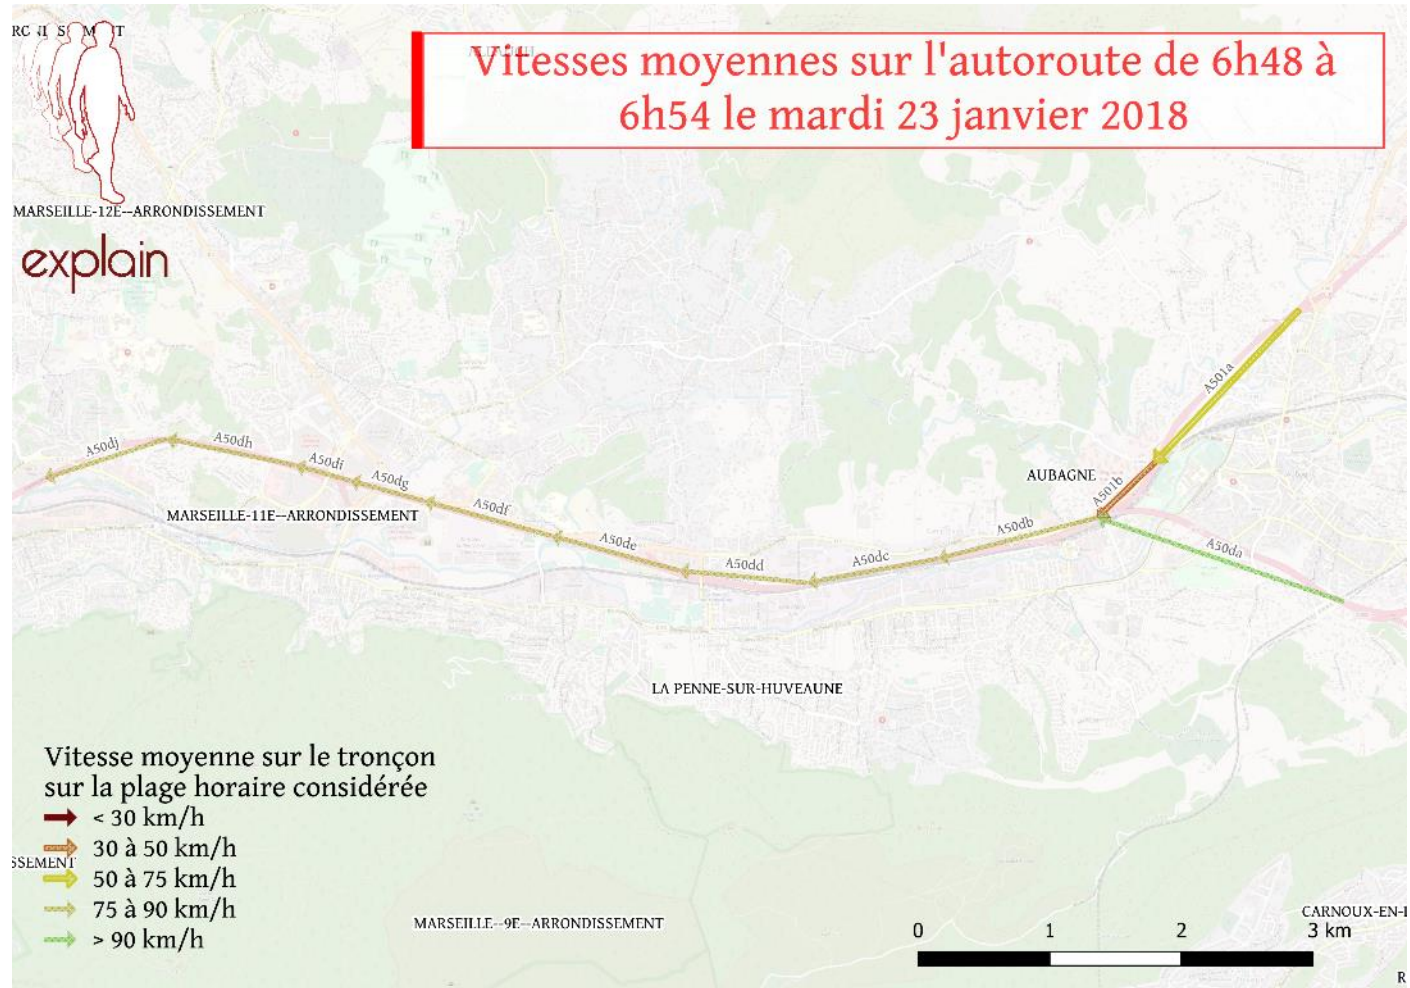 Vitesses moyennes sur l'autoroute de 6h48 à
6h54 le mardi 23 janvier 2018
MARSEILLE-12E--ARRONDISSEMENT
explain
A501a
A50dj
A50dh
A50di
A50dg
A50df
A50de
A50dd
A50dc
A50db
A501b
A50da
AUBAGNE
MARSEILLE-11E--ARRONDISSEMENT
LA PENNE-SUR-HUVEAUNE
Vitesse moyenne sur le tronçon
sur la plage horaire considérée
< 30 km/h
30 à 50 km/h
SSEMENT
50 à 75 km/h
75 à 90 km/h
> 90 km/h
MARSEILLE--9E--ARRONDISSEMENT
CARNOUX-EN-
0 1 2 3 km
R